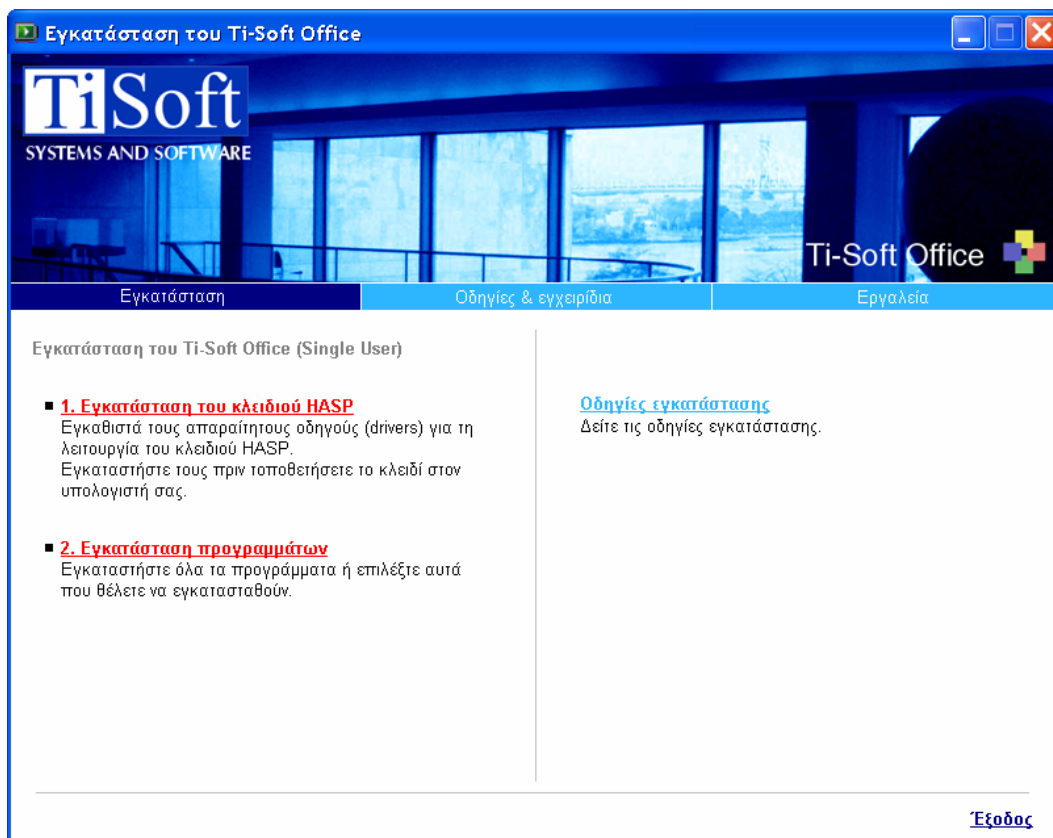 Εγκατάσταση του Ti-Soft Office
TiSoft
SYSTEMS AND SOFTWARE
Ti-Soft Office
Εγκατάσταση
Οδηγίες & εγχειρίδια
Εργαλεία
Εγκατάσταση του Ti-Soft Office (Single User)
1. Εγκατάσταση του κλειδιού HASP
Εγκαθιστά τους απαραίτητους οδηγούς (drivers) για τη
λειτουργία του κλειδιού HASP.
Εγκαταστήστε τους πριν τοποθετήσετε το κλειδί στον
υπολογιστή σας.
2. Εγκατάσταση προγραμμάτων
Εγκαταστήστε όλα τα προγράμματα ή επιλέξτε αυτά
που θέλετε να εγκατασταθούν.
Οδηγίες εγκατάστασης
Δείτε τις οδηγίες εγκατάστασης.
Έξοδος